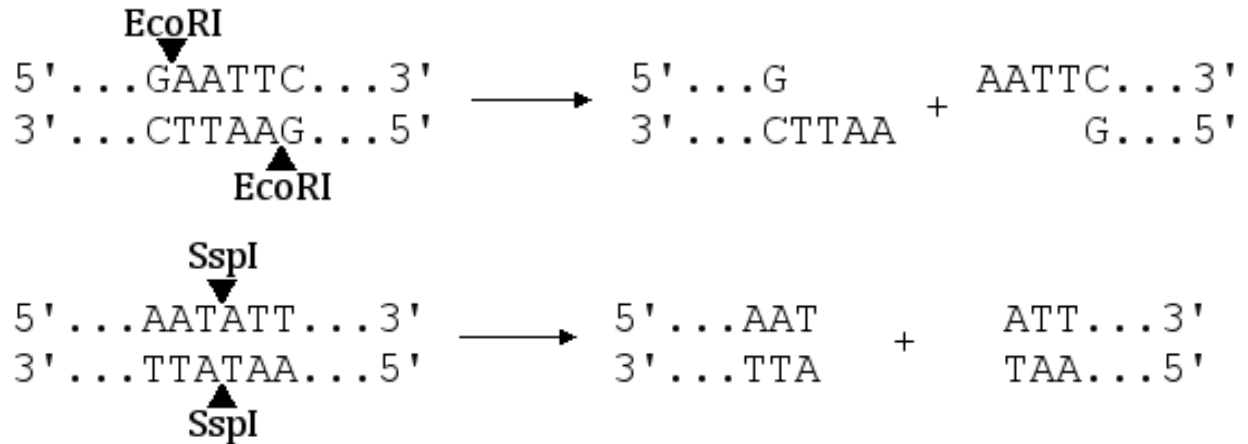 EcoRI
5'...GAATTC...3' 5'...G + AATTC...3'
3'...CTTAAG...5' 3'...CTTAA G...5'
EcoRI
SspI
5'...AATATT...3' 5'...AAT + ATT...3'
3'...TTATAA...5' 3'...TTA TAA...5'
SspI